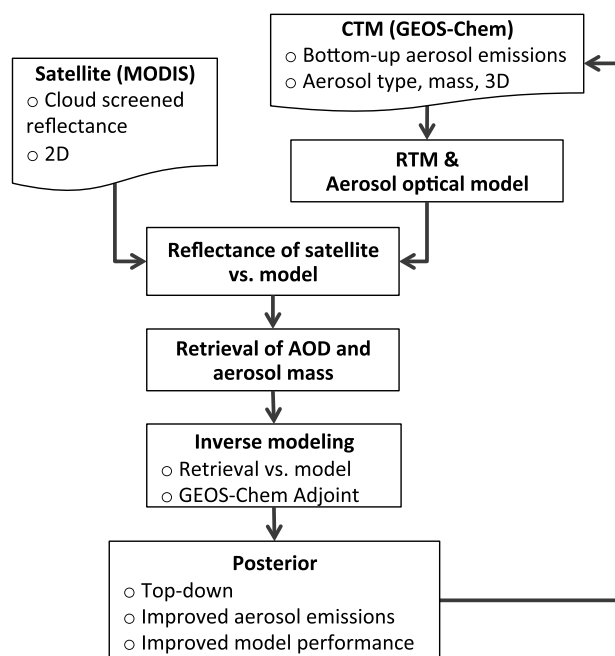 CTM (GEOS-Chem)
○ Bottom-up aerosol emissions
○ Aerosol type, mass, 3D
Satellite (MODIS)
○ Cloud screened
reflectance
○ 2D
RTM &
Aerosol optical model
Reflectance of satellite
vs. model
Retrieval of AOD and
aerosol mass
Inverse modeling
○ Retrieval vs. model
○ GEOS-Chem Adjoint
Posterior
○ Top-down
○ Improved aerosol emissions
○ Improved model performance